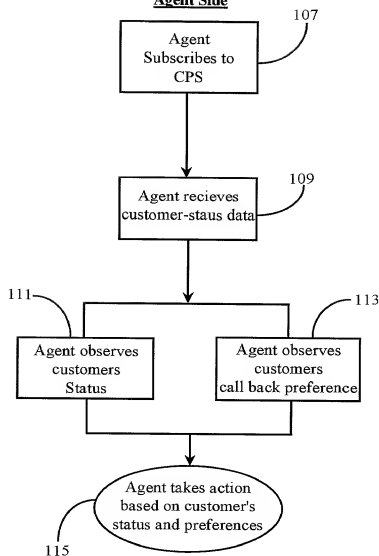 Agent Side
107
Agent
Subscribes to
CPS
109
Agent recieves
customer-staus data
111
113
Agent observes
customers
Status
Agent observes
customers
call back preference
Agent takes action
based on customer's
status and preferences
115